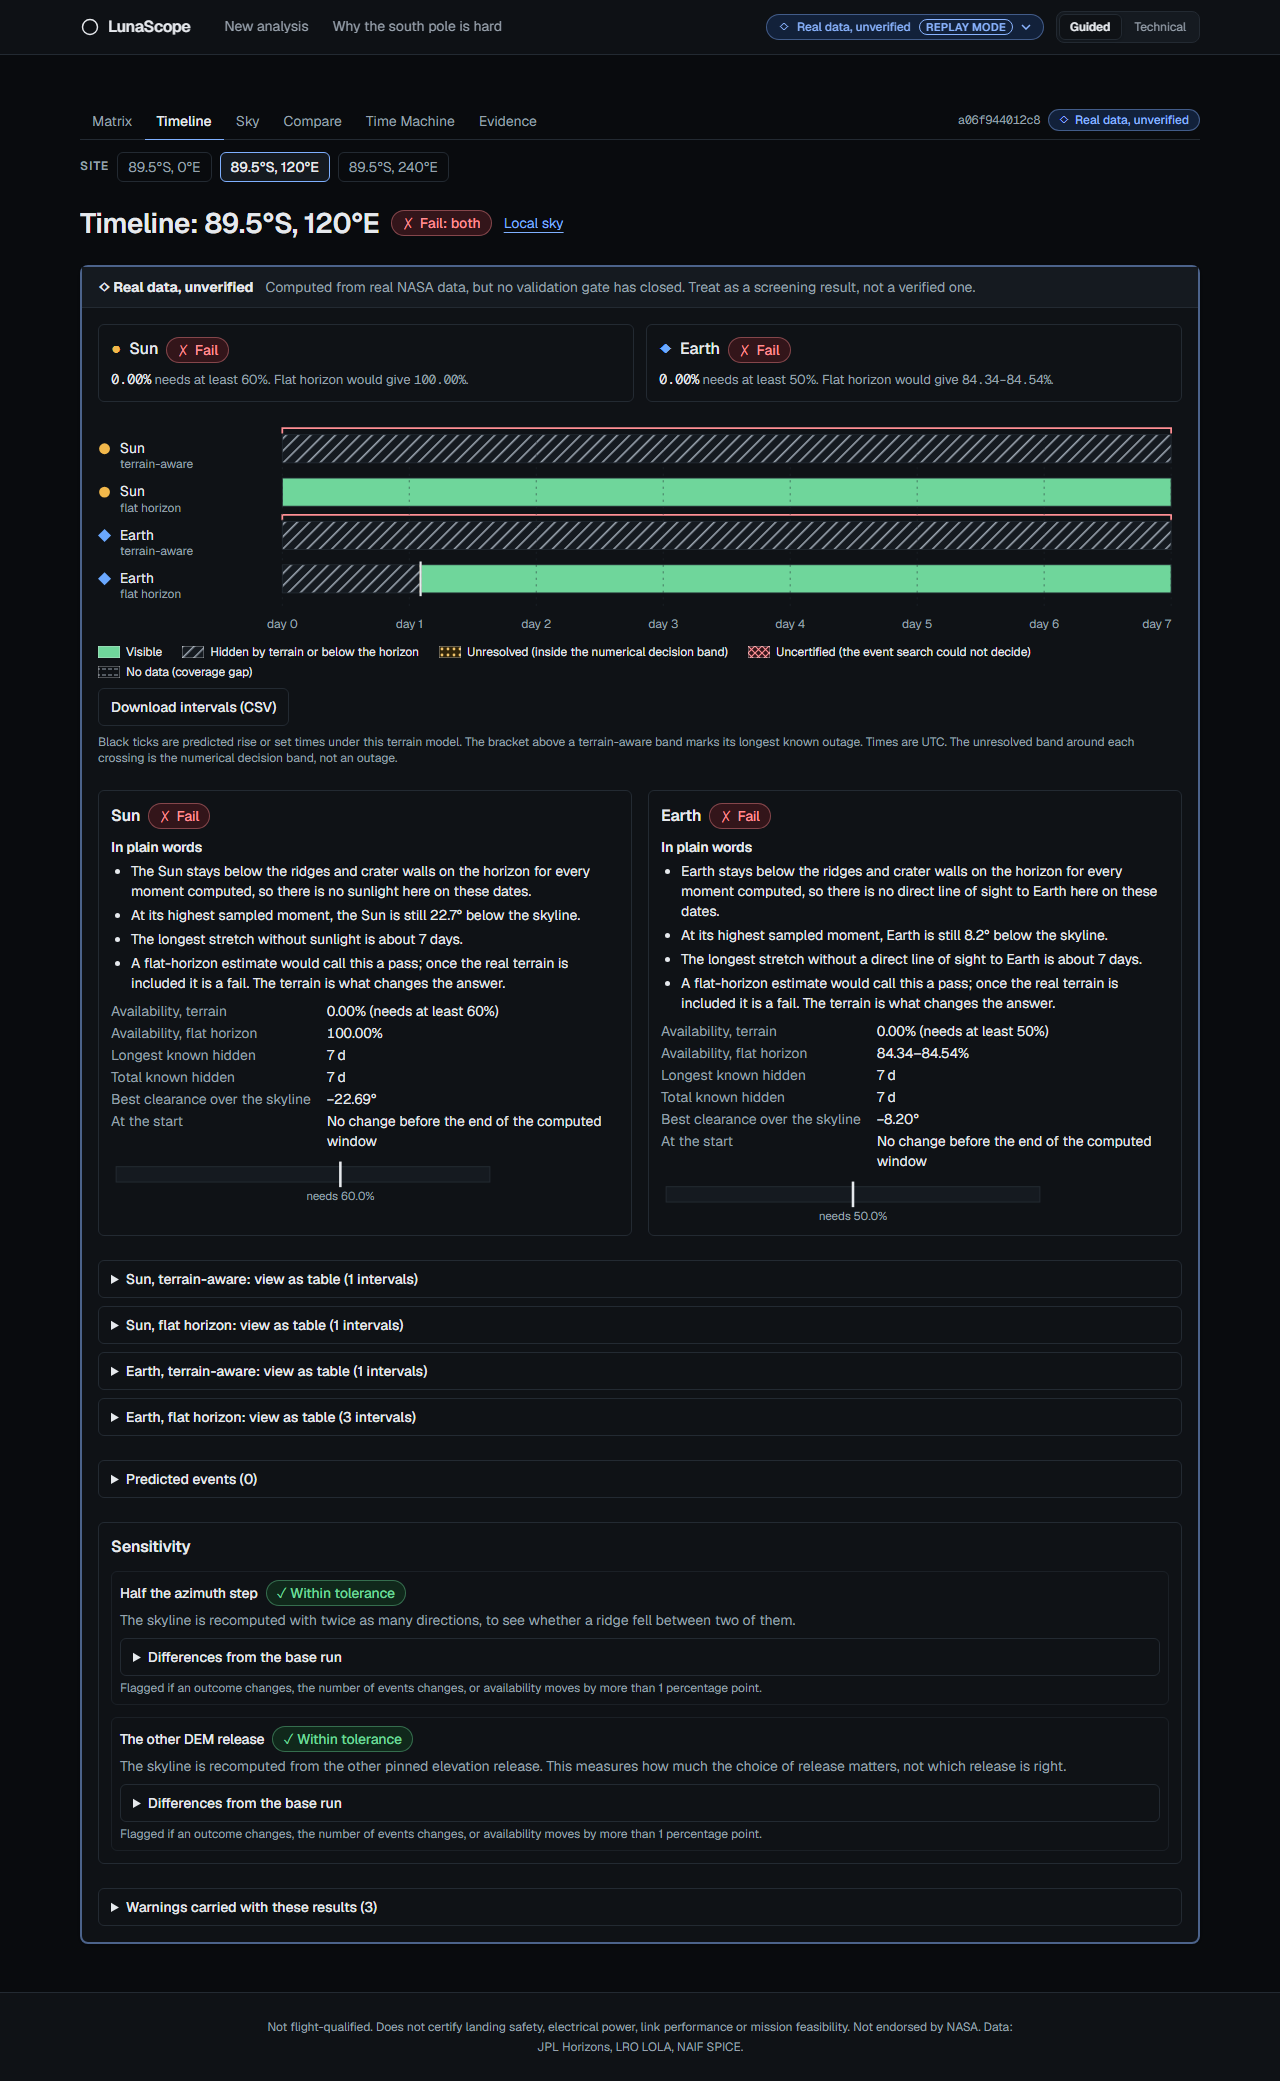 LunaScope New analysis Why the south pole is hard Real data, unverified REPLAY MODE Guided Technical
Matrix Timeline Sky Compare Time Machine Evidence a06f944012c8 Real data, unverified
SITE 89.5°S, 0°E 89.5°S, 120°E 89.5°S, 240°E
Timeline: 89.5°S, 120°E ✗ Fail: both Local sky
Real data, unverified Computed from real NASA data, but no validation gate has closed. Treat as a screening result, not a verified one.
Sun ✗ Fail
0.00% needs at least 60%. Flat horizon would give 100.00%.
Earth ✗ Fail
0.00% needs at least 50%. Flat horizon would give 84.34–84.54%.
Sun
terrain-aware
Sun
flat horizon
Earth
terrain-aware
Earth
flat horizon
day 0 day 1 day 2 day 3 day 4 day 5 day 6 day 7
Visible Hidden by terrain or below the horizon Unresolved (inside the numerical decision band) Uncertified (the event search could not decide)
No data (coverage gap)
Download intervals (CSV)
Black ticks are predicted rise or set times under this terrain model. The bracket above a terrain-aware band marks its longest known outage. Times are UTC. The unresolved band around each
crossing is the numerical decision band, not an outage.
Sun ✗ Fail
In plain words
• The Sun stays below the ridges and crater walls on the horizon for every
moment computed, so there is no sunlight here on these dates.
• At its highest sampled moment, the Sun is still 22.7° below the skyline.
• The longest stretch without sunlight is about 7 days.
• A flat-horizon estimate would call this a pass; once the real terrain is
included it is a fail. The terrain is what changes the answer.
Availability, terrain 0.00% (needs at least 60%)
Availability, flat horizon 100.00%
Longest known hidden 7 d
Total known hidden 7 d
Best clearance over the skyline −22.69°
At the start No change before the end of the computed
window
needs 60.0%
Earth ✗ Fail
In plain words
• Earth stays below the ridges and crater walls on the horizon for every
moment computed, so there is no direct line of sight to Earth here on these
dates.
• At its highest sampled moment, Earth is still 8.2° below the skyline.
• The longest stretch without a direct line of sight to Earth is about 7 days.
• A flat-horizon estimate would call this a pass; once the real terrain is
included it is a fail. The terrain is what changes the answer.
Availability, terrain 0.00% (needs at least 50%)
Availability, flat horizon 84.34–84.54%
Longest known hidden 7 d
Total known hidden 7 d
Best clearance over the skyline −8.20°
At the start No change before the end of the computed
window
needs 50.0%
Sun, terrain-aware: view as table (1 intervals)
Sun, flat horizon: view as table (1 intervals)
Earth, terrain-aware: view as table (1 intervals)
Earth, flat horizon: view as table (3 intervals)
Predicted events (0)
Sensitivity
Half the azimuth step ✓ Within tolerance
The skyline is recomputed with twice as many directions, to see whether a ridge fell between two of them.
Differences from the base run
Flagged if an outcome changes, the number of events changes, or availability moves by more than 1 percentage point.
The other DEM release ✓ Within tolerance
The skyline is recomputed from the other pinned elevation release. This measures how much the choice of release matters, not which release is right.
Differences from the base run
Flagged if an outcome changes, the number of events changes, or availability moves by more than 1 percentage point.
Warnings carried with these results (3)
Not flight-qualified. Does not certify landing safety, electrical power, link performance or mission feasibility. Not endorsed by NASA. Data:
JPL Horizons, LRO LOLA, NAIF SPICE.